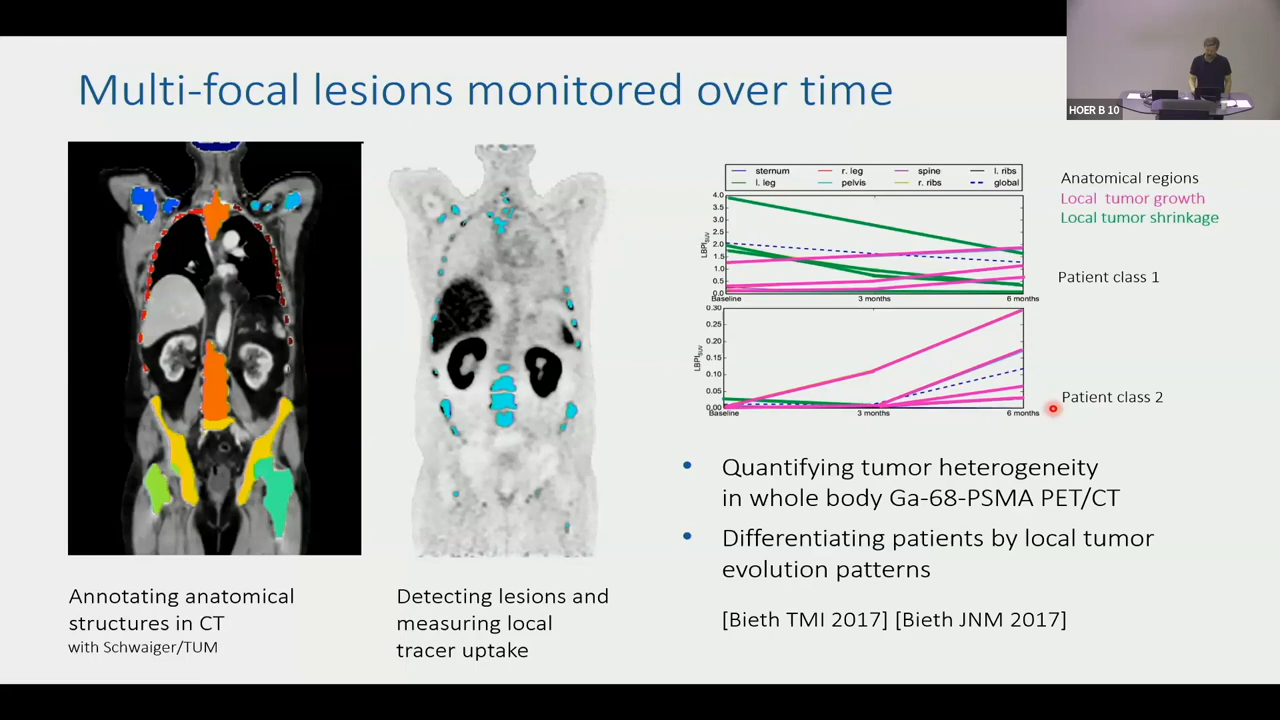 Multi-focal lesions monitored over time
HOER B 10
sternum r. leg spine l. ribs
l. leg pelvis r. ribs global
Anatomical regions
Local tumor growth
Local tumor shrinkage
4.0
3.5
3.0
2.5
2.0
1.5
1.0
0.5
0.0
LBPI SUV
Baseline 3 months 6 months
Patient class 1
0.30
0.25
0.20
0.15
0.10
0.05
0.00
LBPI SUV
Baseline 3 months 6 months
Patient class 2
• Quantifying tumor heterogeneity
in whole body Ga-68-PSMA PET/CT
• Differentiating patients by local tumor
evolution patterns
[Bieth TMI 2017] [Bieth JNM 2017]
Annotating anatomical
structures in CT
with Schwaiger/TUM
Detecting lesions and
measuring local
tracer uptake